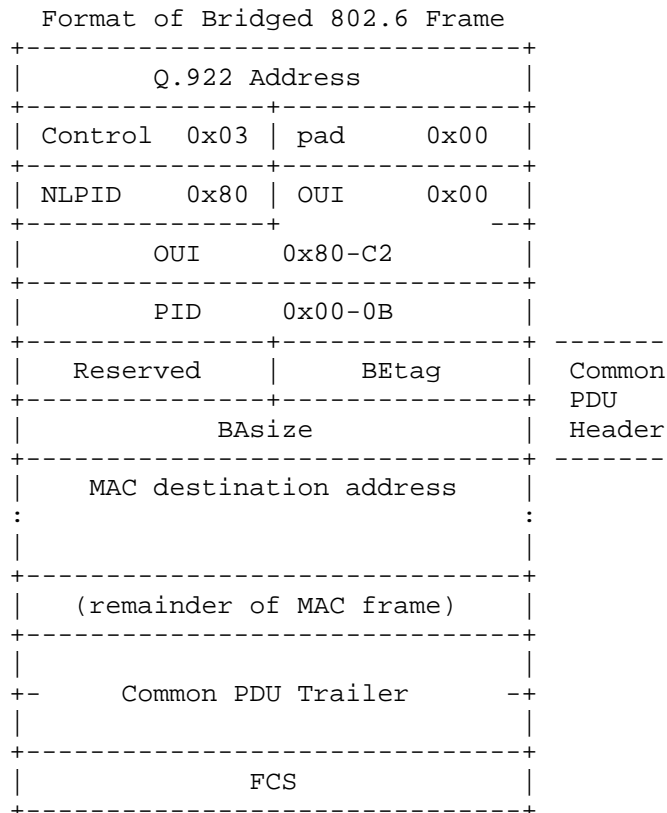 Format of Bridged 802.6 Frame
+-------------------------------+
|        Q.922 Address          |
+---------------+---------------+
| Control  0x03 | pad     0x00  |
+---------------+---------------+
| NLPID    0x80 | OUI     0x00  |
+---------------+             --+
|        OUI     0x80-C2        |
+-------------------------------+
|        PID     0x00-0B        |
+---------------+---------------+ -------
|   Reserved    |     BEtag     |  Common
+---------------+---------------+  PDU
|            BAsize             |  Header
+-------------------------------+ -------
|    MAC destination address    |
:                               :
|                               |
+-------------------------------+
|   (remainder of MAC frame)    |
+-------------------------------+
|                               |
+-     Common PDU Trailer      -+
|                               |
+-------------------------------+
|              FCS              |
+-------------------------------+